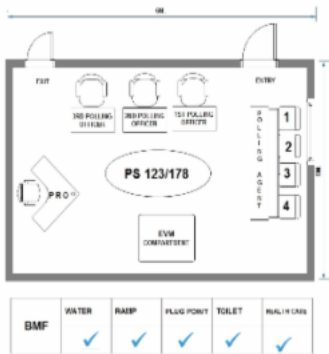 EXIT
ENTRY
3RD POLLING
OFFICER
2ND POLLING
OFFICER
1ST POLLING
OFFICER
POLLING AGENT
1
2
3
4
PS 123/178
PRO
EVM
COMPARTMENT
BMF
WATER
RAMP
PLUG POINT
TOILET
HEALTH CARE